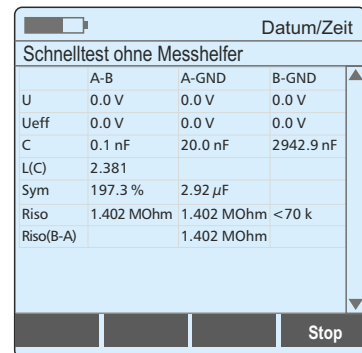 Datum/Zeit
Schnelltest ohne Messhelfer
A-B A-GND B-GND
U 0.0 V 0.0 V 0.0 V
Ueff 0.0 V 0.0 V 0.0 V
C 0.1 nF 20.0 nF 2942.9 nF
L(C) 2.381
Sym 197.3 % 2.92 µF
Riso 1.402 MOhm 1.402 MOhm <70 k
Riso(B-A) 1.402 MOhm
Stop